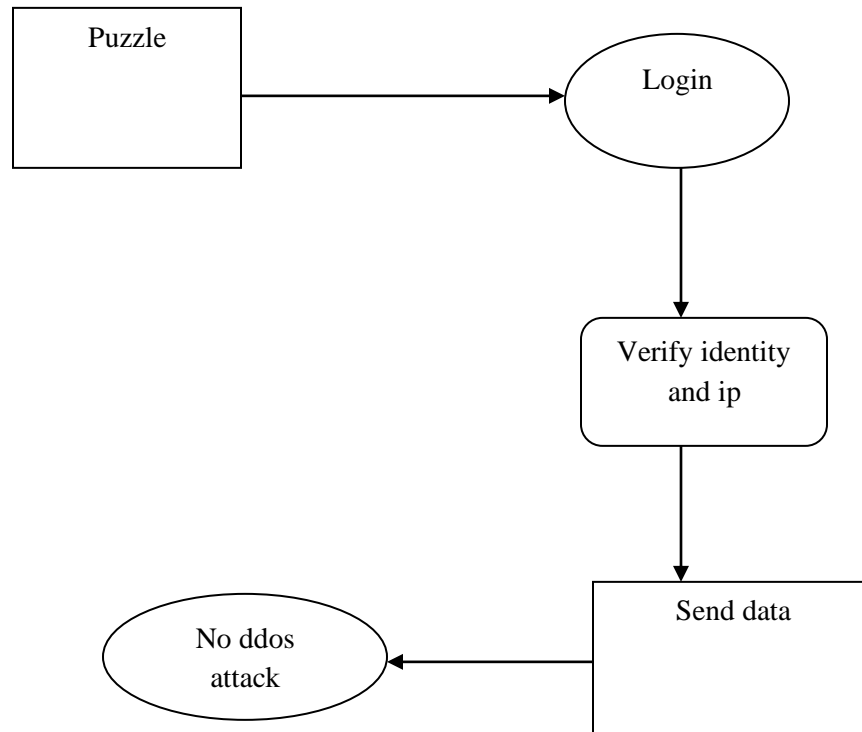 Puzzle
Login
Verify identity
and ip
Send data
No ddos
attack